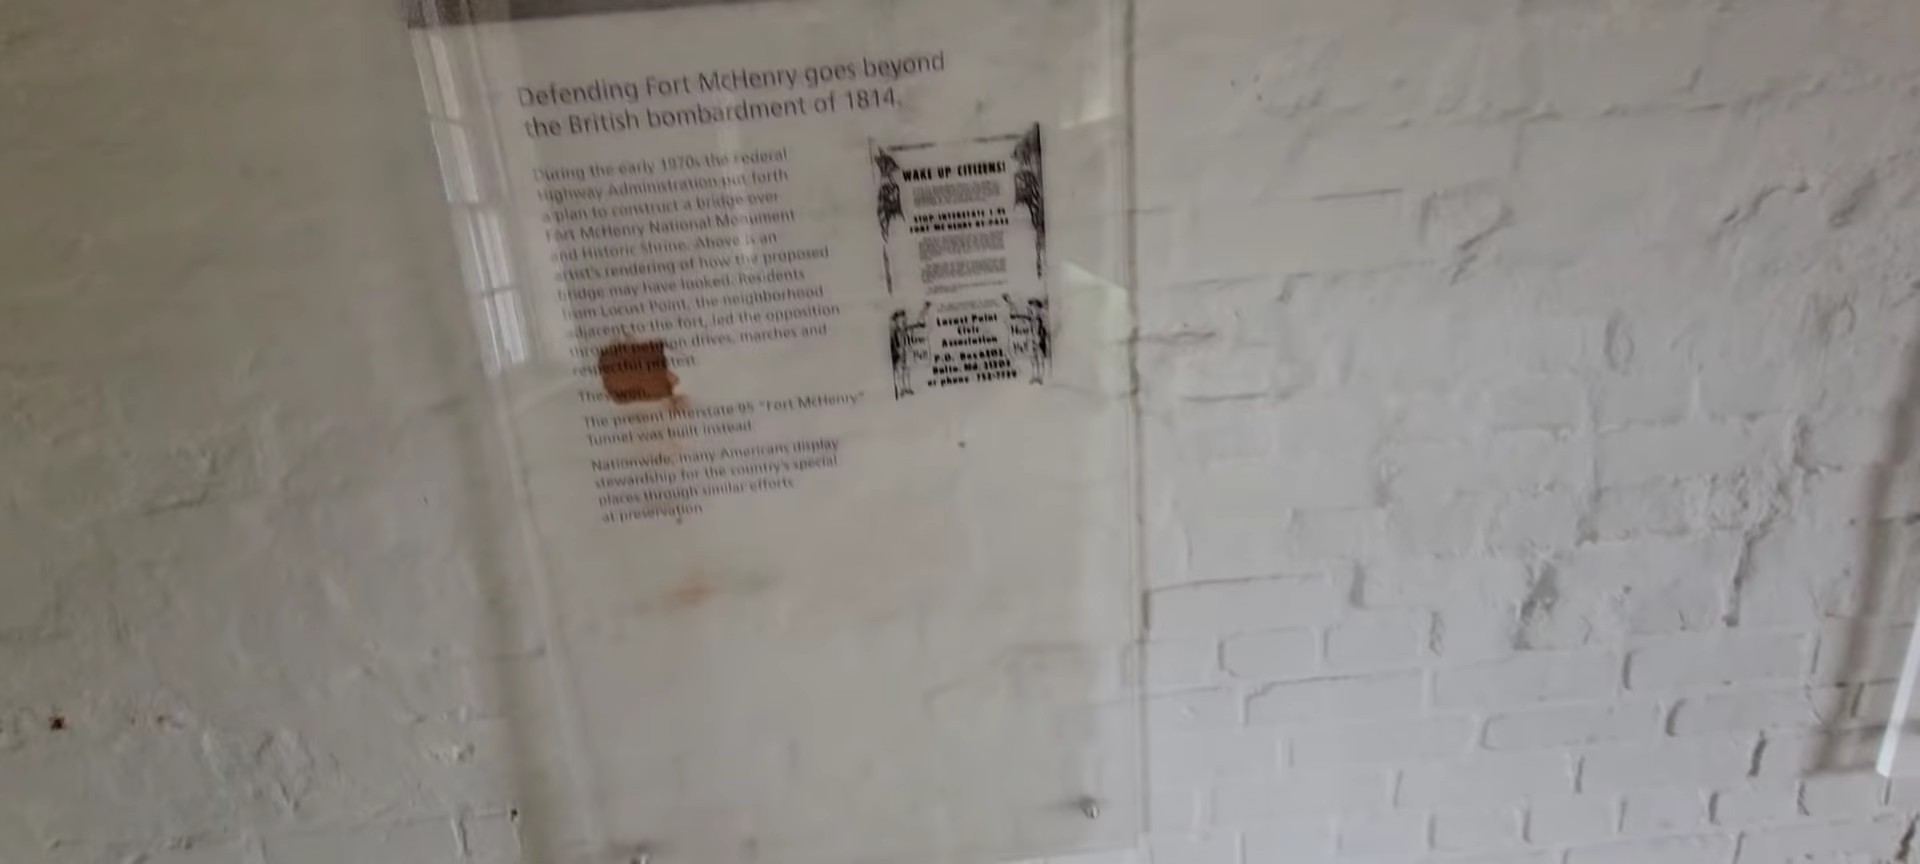 Defending Fort McHenry goes beyond
the British bombardment of 1814.
During the early 1970s the Federal
Highway Administration put forth
a plan to construct a bridge over
Fort McHenry National Monument
and Historic Shrine. Above is an
artist's rendering of how the proposed
bridge may have looked. Residents
from Locust Point, the neighborhood
adjacent to the fort, led the opposition
through petition drives, marches and
respectful protest.
They won.
The present Interstate 95 "Fort McHenry"
Tunnel was built instead.
Nationwide, many Americans display
stewardship for the country's special
places through similar efforts
at preservation.
WAKE UP CITIZENS!
STOP INTERSTATE I-95
FORT McHENRY BY-PASS
Locust Point
Civic
Association
P.O. Box
Balto. Md.
or phone